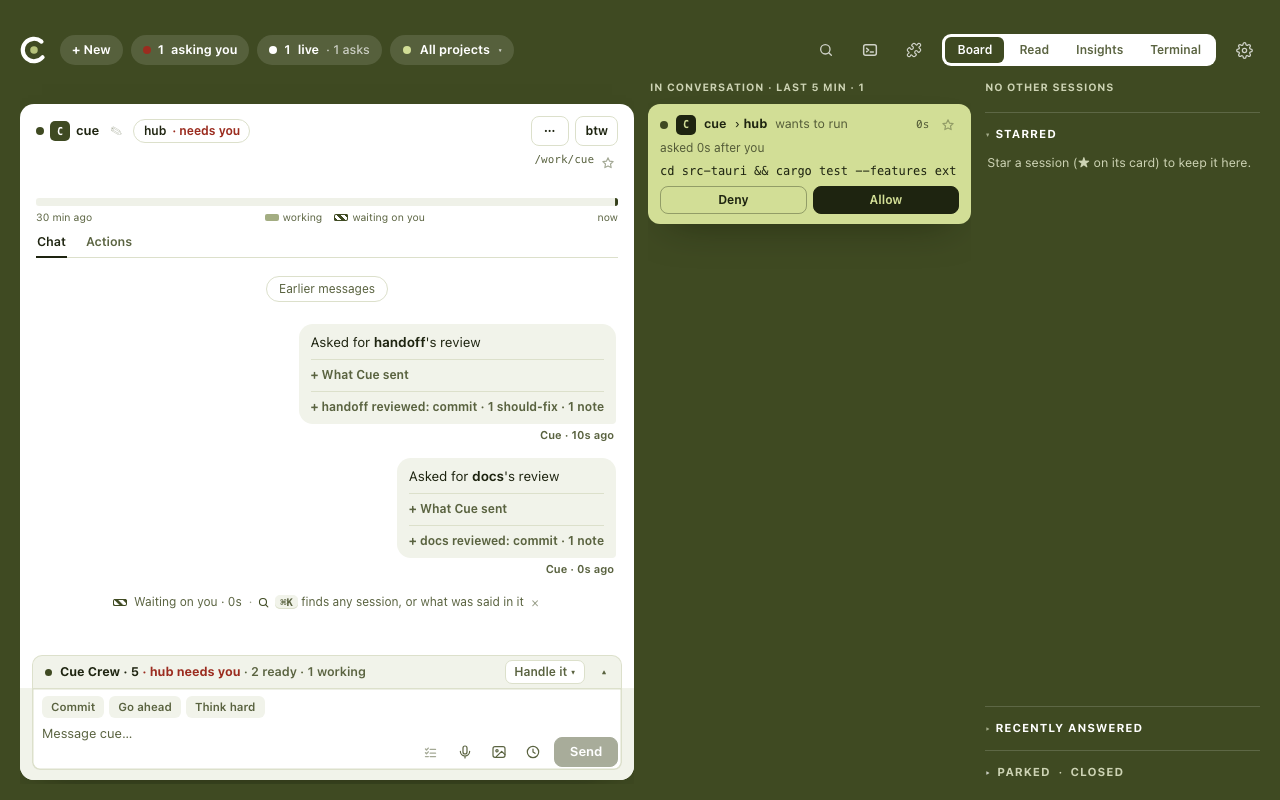 + New
1 asking you
1 live · 1 asks
All projects ·
Board
Read
Insights
Terminal
C cue
hub · needs you
···
btw
/work/cue
30 min ago
working
waiting on you
now
Chat
Actions
Earlier messages
Asked for handoff's review
+ What Cue sent
+ handoff reviewed: commit · 1 should-fix · 1 note
Cue · 10s ago
Asked for docs's review
+ What Cue sent
+ docs reviewed: commit · 1 note
Cue · 0s ago
Waiting on you · 0s · ⌘K finds any session, or what was said in it ×
Cue Crew · 5 · hub needs you · 2 ready · 1 working
Handle it
Commit
Go ahead
Think hard
Message cue...
Send
IN CONVERSATION · LAST 5 MIN · 1
C cue › hub wants to run 0s
asked 0s after you
cd src-tauri && cargo test --features ext
Deny
Allow
NO OTHER SESSIONS
STARRED
Star a session (★ on its card) to keep it here.
RECENTLY ANSWERED
PARKED · CLOSED